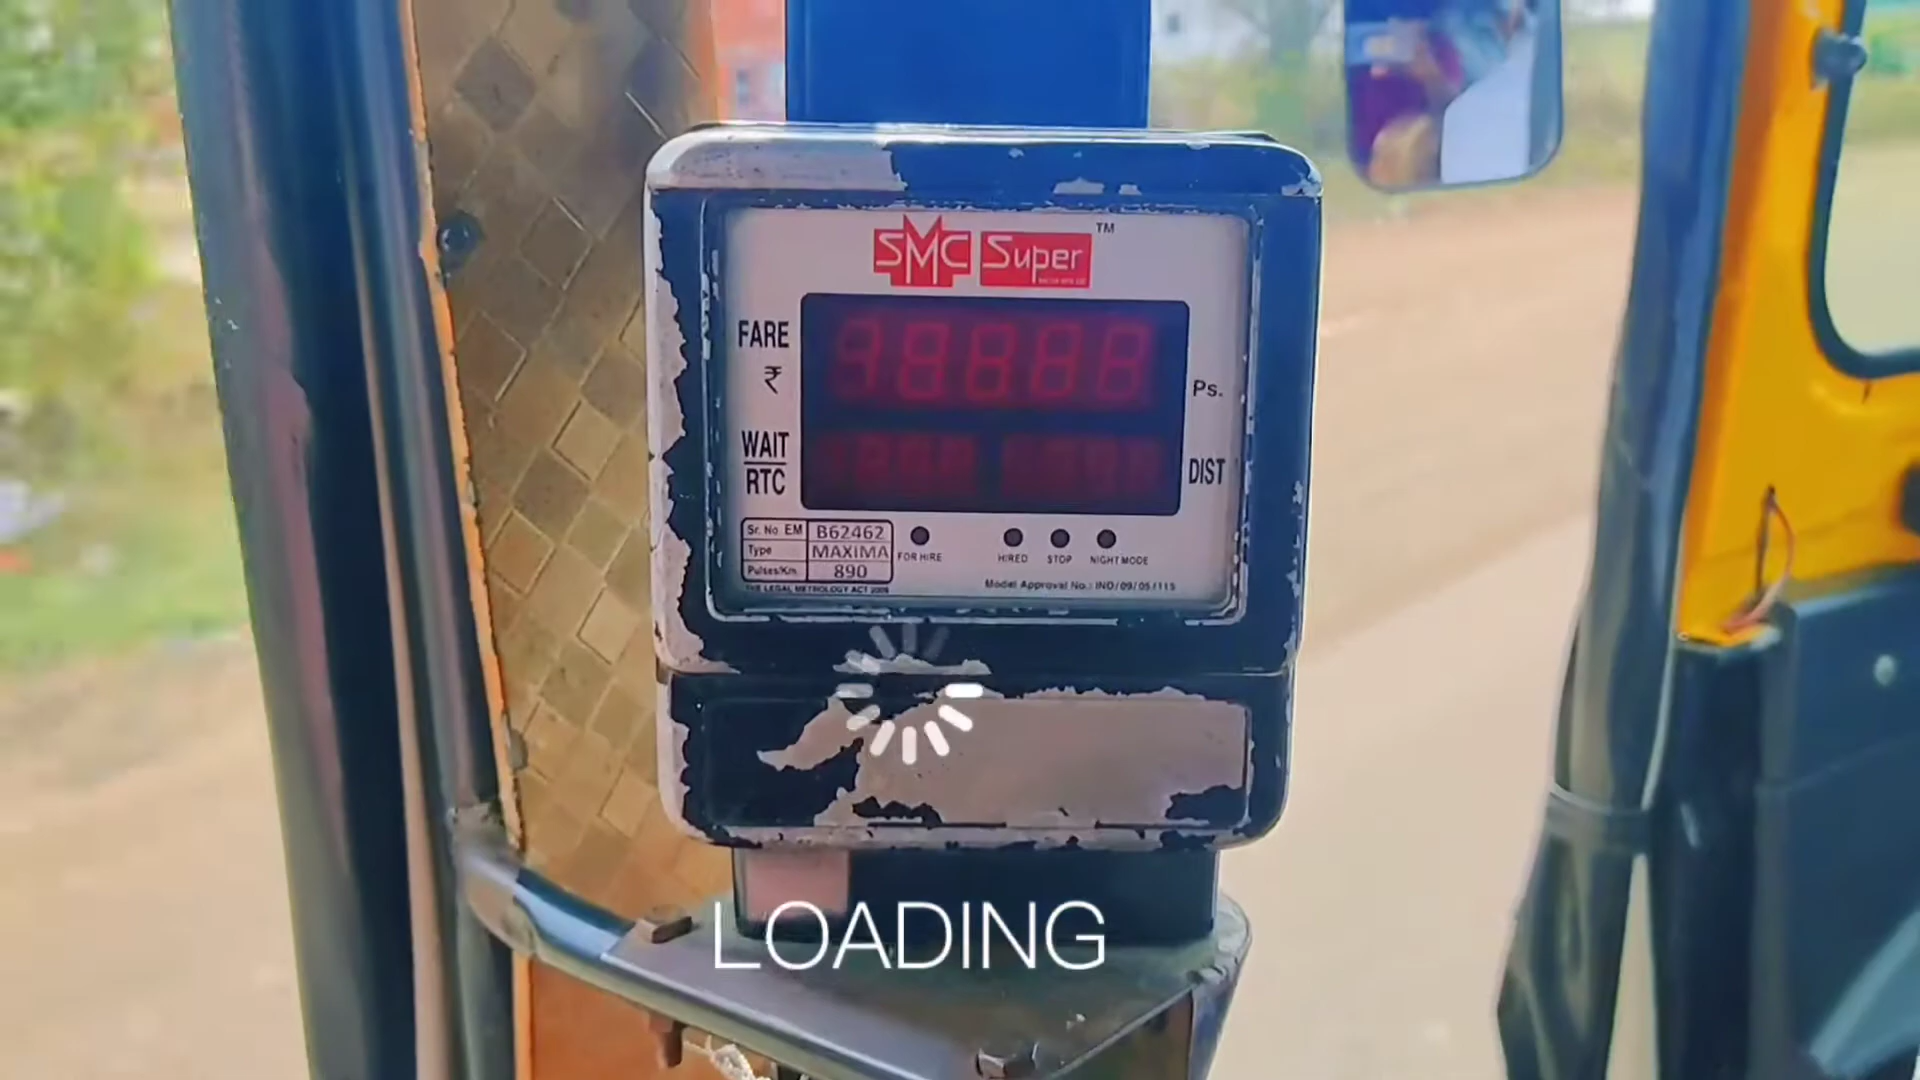 SMC Super TM
FARE
₹
Ps.
WAIT
RTC
DIST
Sr. No. EM B62462
Type MAXIMA
Pulses/Km. 890
FOR HIRE
HIRED STOP NIGHT MODE
THE LEGAL METROLOGY ACT 2009
Model Approval No.: IND/09/05/115
LOADING